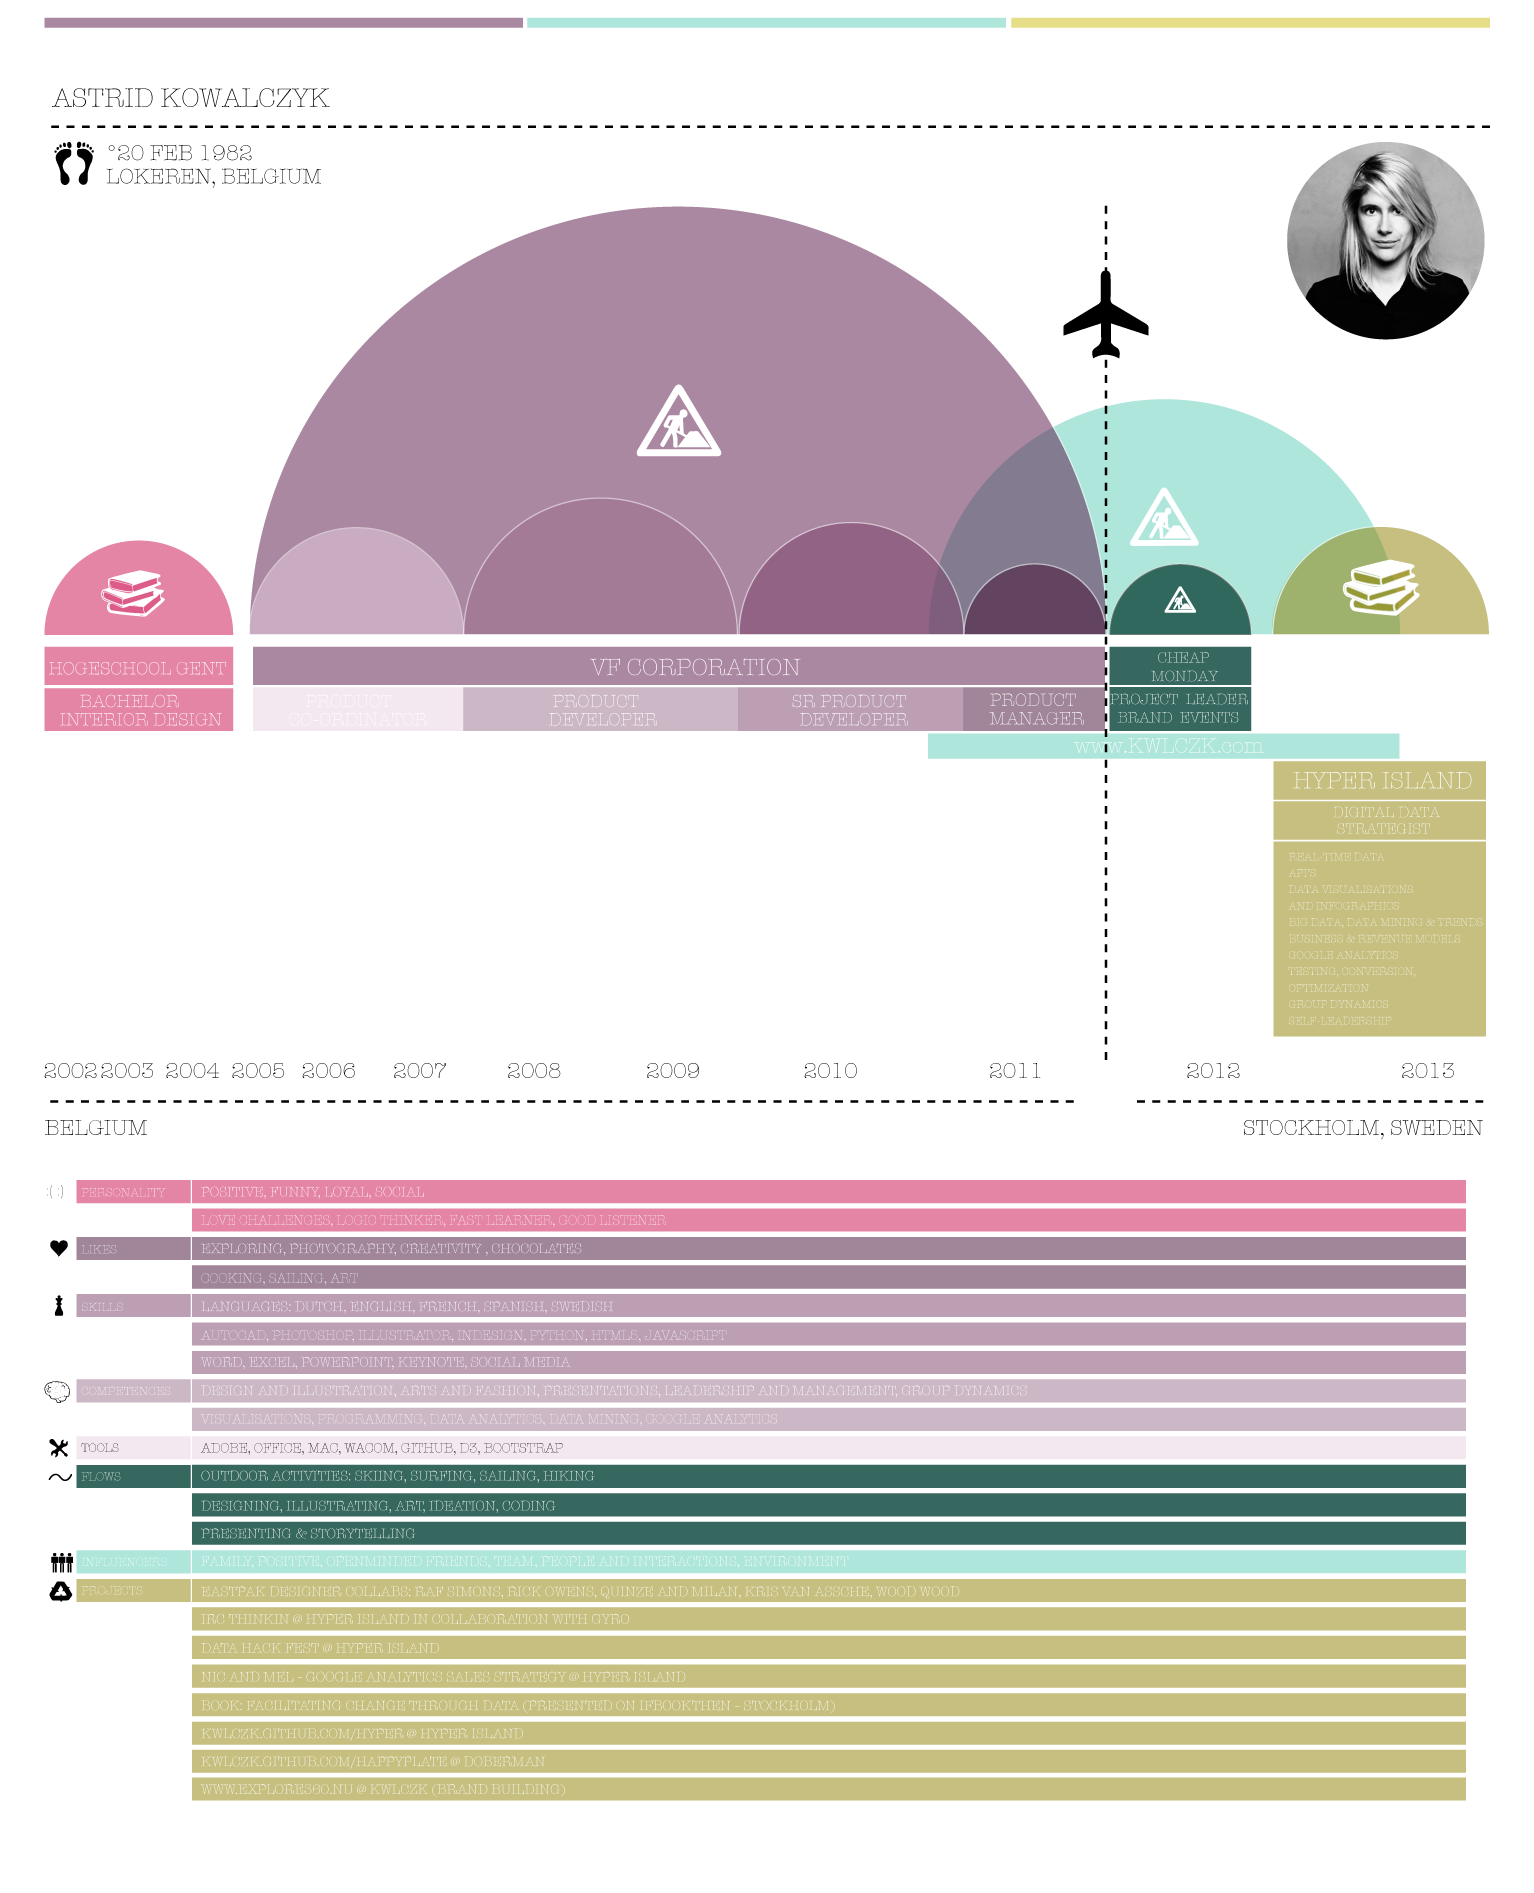 ASTRID KOWALCZYK
°20 FEB 1982
LOKEREN, BELGIUM
HOGESCHOOL GENT
BACHELOR
INTERIOR DESIGN
VF CORPORATION
PRODUCT
CO-ORDINATOR
PRODUCT
DEVELOPER
SR PRODUCT
DEVELOPER
PRODUCT
MANAGER
CHEAP
MONDAY
PROJECT LEADER
BRAND EVENTS
www.KWLCZK.com
HYPER ISLAND
DIGITAL DATA
STRATEGIST
REAL-TIME DATA
APIS
DATA VISUALISATIONS
AND INFOGRAPHICS
BIG DATA, DATA MINING & TRENDS
BUSINESS & REVENUE MODELS
GOOGLE ANALYTICS
TESTING, CONVERSION,
OPTIMIZATION
GROUP DYNAMICS
SELF-LEADERSHIP
2002 2003 2004 2005 2006 2007 2008 2009 2010 2011 2012 2013
BELGIUM STOCKHOLM, SWEDEN
:( :) PERSONALITY POSITIVE, FUNNY, LOYAL, SOCIAL
LOVE CHALLENGES, LOGIC THINKER, FAST LEARNER, GOOD LISTENER
LIKES EXPLORING, PHOTOGRAPHY, CREATIVITY , CHOCOLATES
COOKING, SAILING, ART
SKILLS LANGUAGES: DUTCH, ENGLISH, FRENCH, SPANISH, SWEDISH
AUTOCAD, PHOTOSHOP, ILLUSTRATOR, INDESIGN, PYTHON, HTML5, JAVASCRIPT
WORD, EXCEL, POWERPOINT, KEYNOTE, SOCIAL MEDIA
COMPETENCES DESIGN AND ILLUSTRATION, ARTS AND FASHION, PRESENTATIONS, LEADERSHIP AND MANAGEMENT, GROUP DYNAMICS
VISUALISATIONS, PROGRAMMING, DATA ANALYTICS, DATA MINING, GOOGLE ANALYTICS
TOOLS ADOBE, OFFICE, MAC, WACOM, GITHUB, D3, BOOTSTRAP
FLOWS OUTDOOR ACTIVITIES: SKIING, SURFING, SAILING, HIKING
DESIGNING, ILLUSTRATING, ART, IDEATION, CODING
PRESENTING & STORYTELLING
INFLUENCERS FAMILY, POSITIVE, OPENMINDED FRIENDS, TEAM, PEOPLE AND INTERACTIONS, ENVIRONMENT
PROJECTS EASTPAK DESIGNER COLLABS: RAF SIMONS, RICK OWENS, QUINZE AND MILAN, KRIS VAN ASSCHE, WOOD WOOD
IRC THINKIN @ HYPER ISLAND IN COLLABORATION WITH GYRO
DATA HACK FEST @ HYPER ISLAND
NIC AND MEL - GOOGLE ANALYTICS SALES STRATEGY @ HYPER ISLAND
BOOK: FACILITATING CHANGE THROUGH DATA (PRESENTED ON IFBOOKTHEN - STOCKHOLM)
KWLCZK.GITHUB.COM/HYPER @ HYPER ISLAND
KWLCZK.GITHUB.COM/HAPPYPLATE @ DOBERMAN
WWW.EXPLORE360.NU @ KWLCZK (BRAND BUILDING)